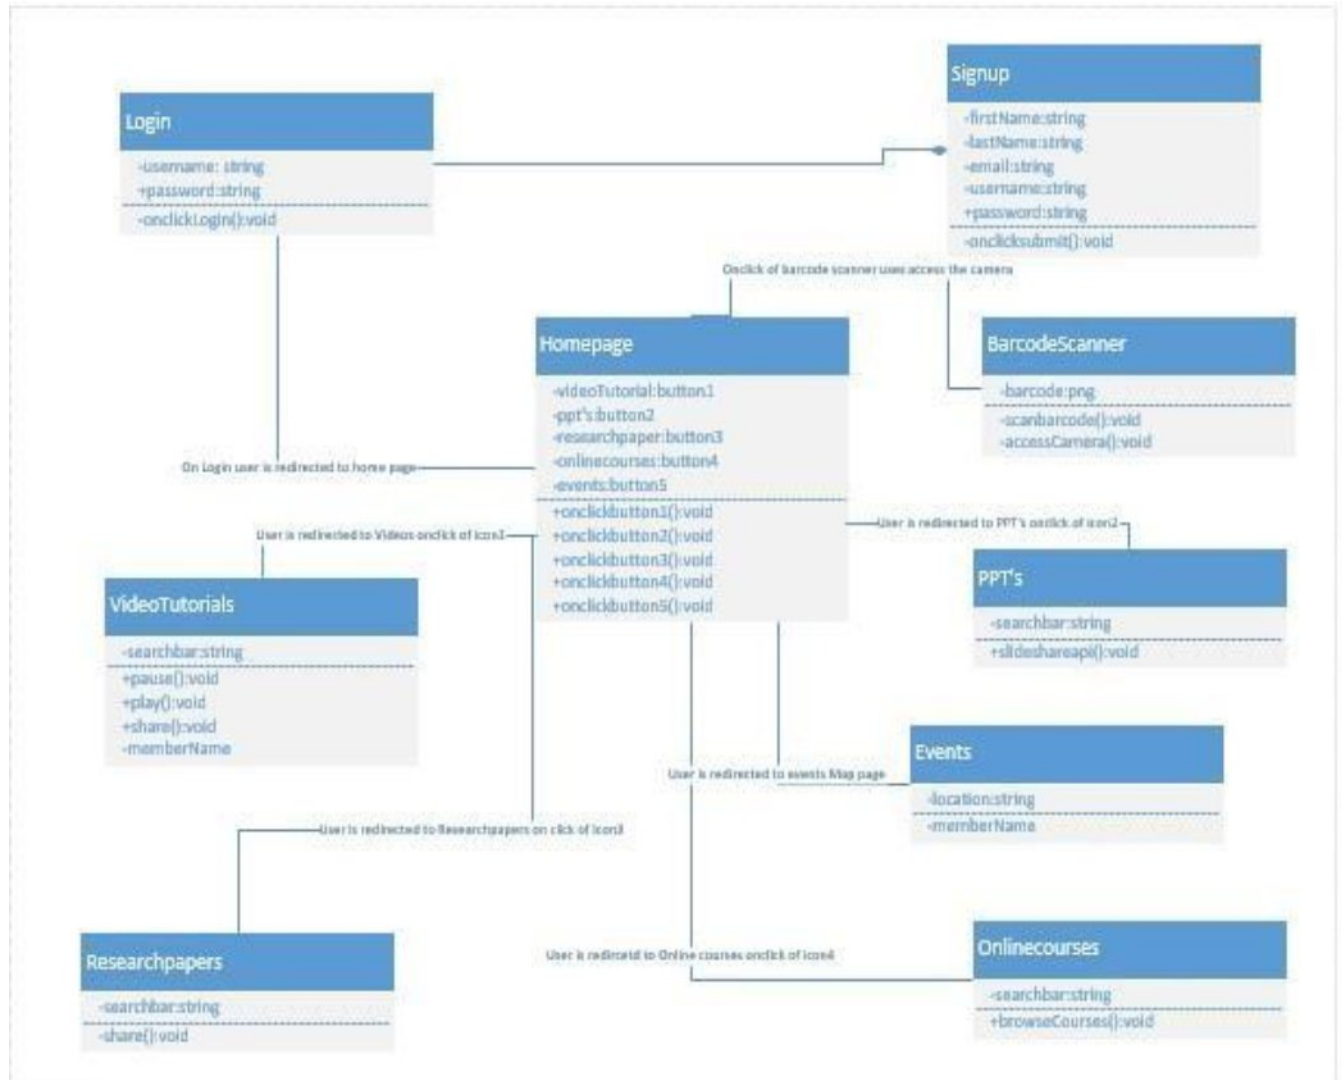 Signup
-firstName:string
-lastName:string
-email:string
-username:string
+password:string
-onclicksubmit():void
Login
-username: string
+password:string
-onclickLogin():void
Onclick of barcode scanner uses access the camera
Homepage
-videoTutorial:button1
-ppt's:button2
-researchpaper:button3
-onlinecourses:button4
-events:button5
+onclickbutton1():void
+onclickbutton2():void
+onclickbutton3():void
+onclickbutton4():void
+onclickbutton5():void
BarcodeScanner
-barcode:png
-scanbarcode():void
-accessCamera():void
On Login user is redirected to home page
User is redirected to Videos onclick of icon1
User is redirected to PPT's onclick of icon2
VideoTutorials
-searchbar:string
+pause():void
+play():void
+share():void
-memberName
PPT's
-searchbar:string
+slideshareapi():void
User is redirected to events Map page
Events
-location:string
-memberName
User is redirected to Researchpapers on click of icon3
Researchpapers
-searchbar:string
-share():void
User is redircetd to Online courses onclick of icon4
Onlinecourses
-searchbar:string
+browseCourses():void